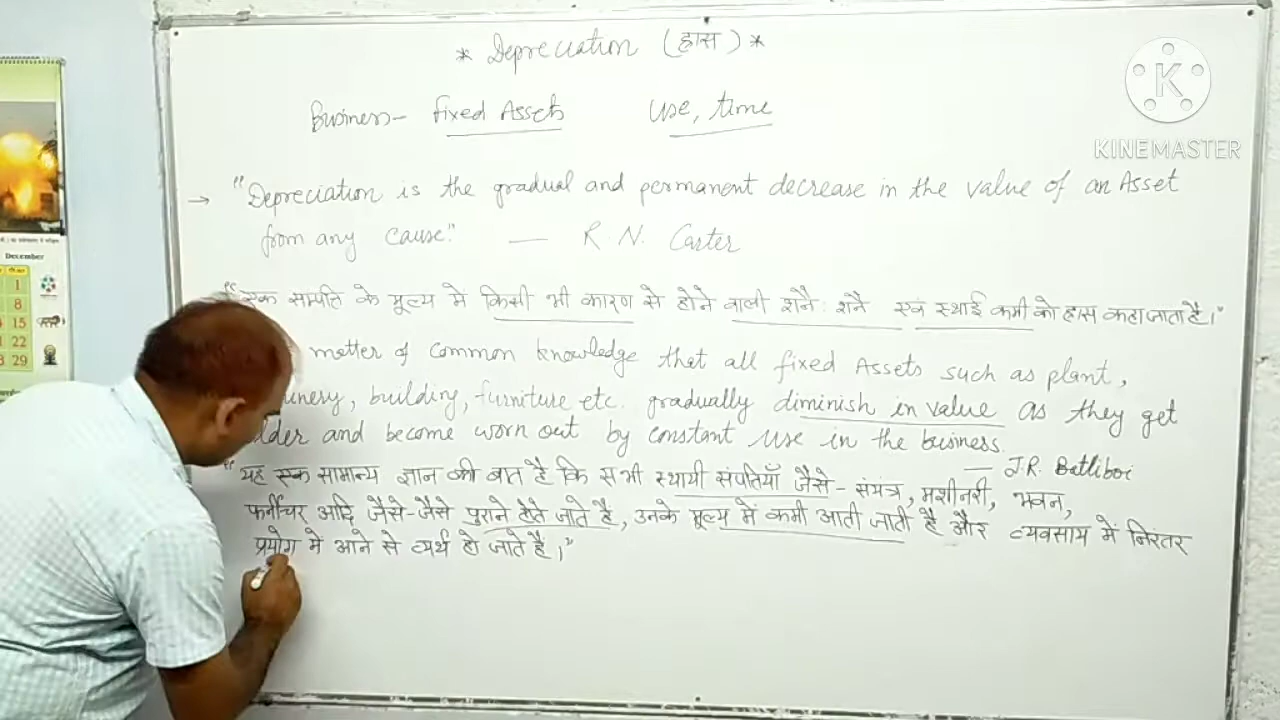 * Depreciation (ह्रास) *
Business- fixed Assets use, time
→ "Depreciation is the gradual and permanent decrease in the value of an Asset
from any cause." — R. N. Carter
"एक सम्पति के मूल्य मे किसी भी कारण से होने वाली शनै: शनै एवं स्थाई कमी को ह्रास कहा जाता है।"
matter of common knowledge that all fixed Assets such as plant,
building, furniture etc. gradually diminish in value as they get
and become worn out by constant use in the business.
— J.R. Batliboi
"यह एक सामान्य ज्ञान की बात है कि सभी स्थायी संपतियाँ जैसे- संयंत्र, मशीनरी, भवन,
फर्नीचर आदि जैसे-जैसे पुराने होते जाते है, उनके मूल्य में कमी आती जाती है और व्यवसाय में निरंतर
प्रयोग मे आने से व्यर्थ हो जाते है।"
KINEMASTER
December
1
8
15
22
29